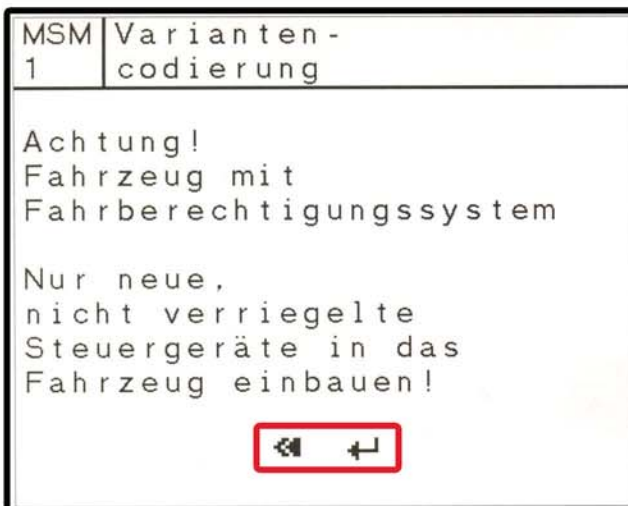 MSM Varianten-
1 codierung
Achtung!
Fahrzeug mit
Fahrberechtigungssystem
Nur neue,
nicht verriegelte
Steuergeräte in das
Fahrzeug einbauen!